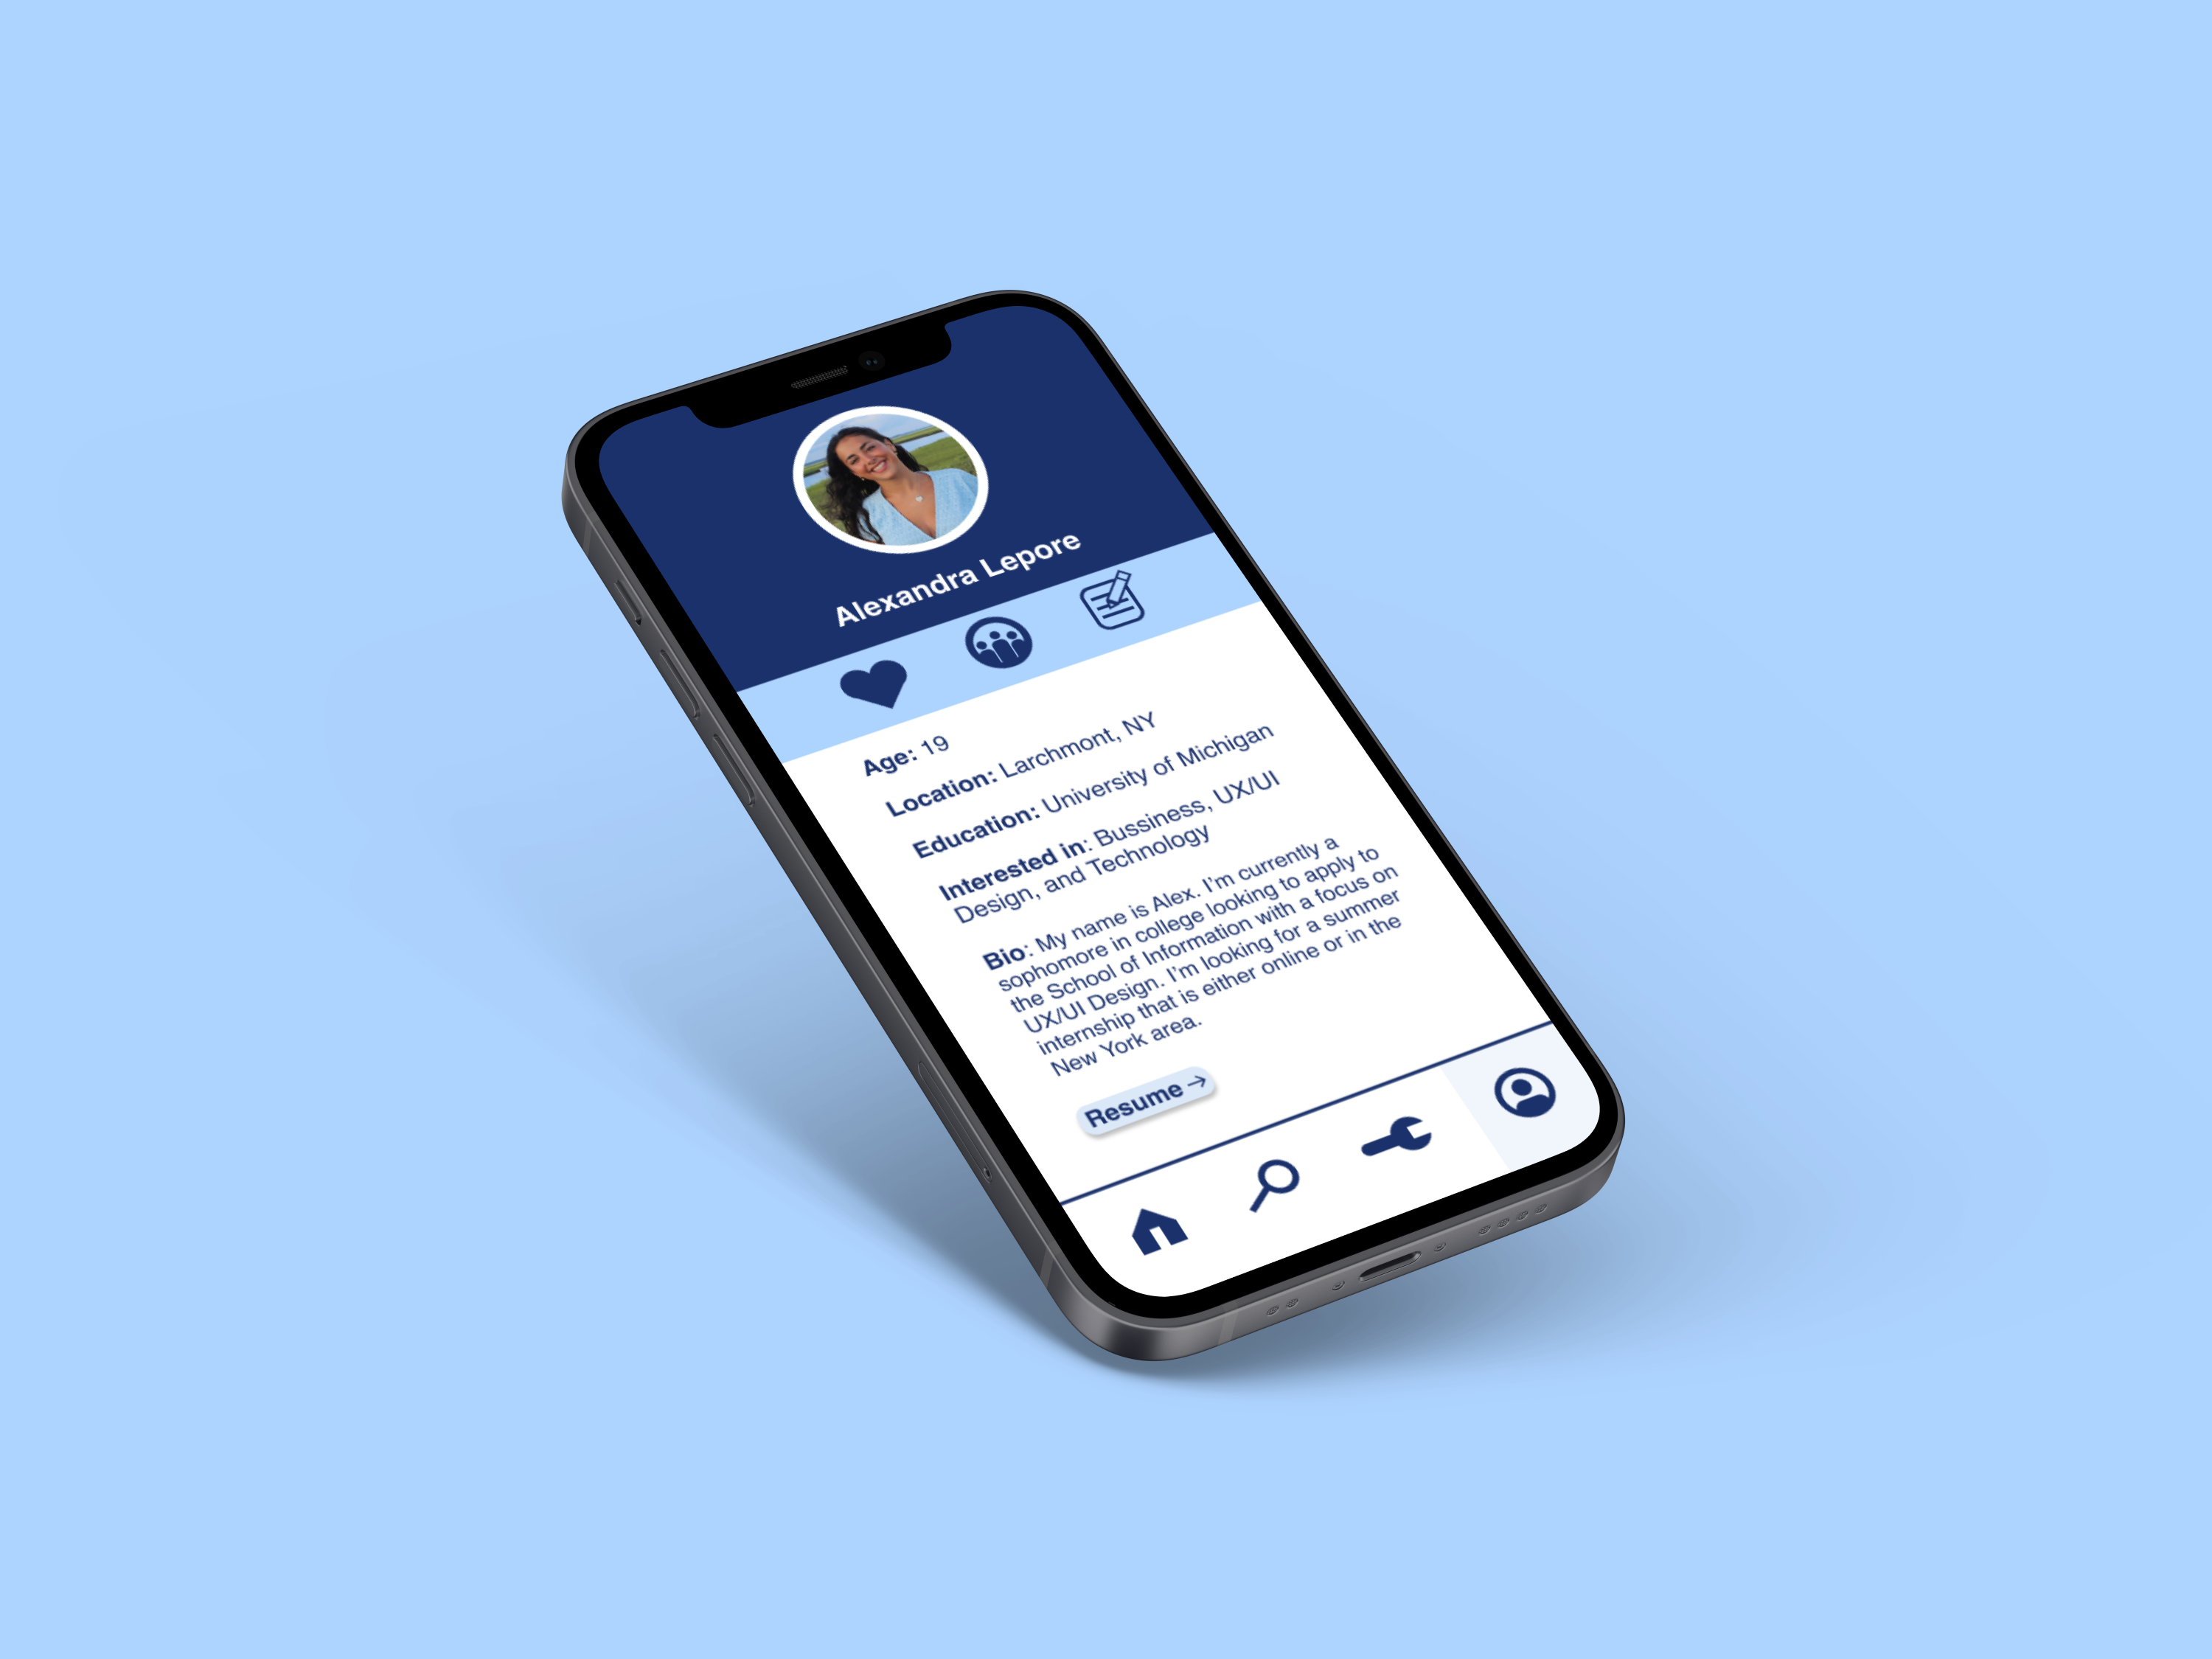 Alexandra Lepore
Age: 19
Location: Larchmont, NY
Education: University of Michigan
Interested in: Bussiness, UX/UI
Design, and Technology
Bio: My name is Alex. I'm currently a
sophomore in college looking to apply to
the School of Information with a focus on
UX/UI Design. I'm looking for a summer
internship that is either online or in the
New York area.
Resume →